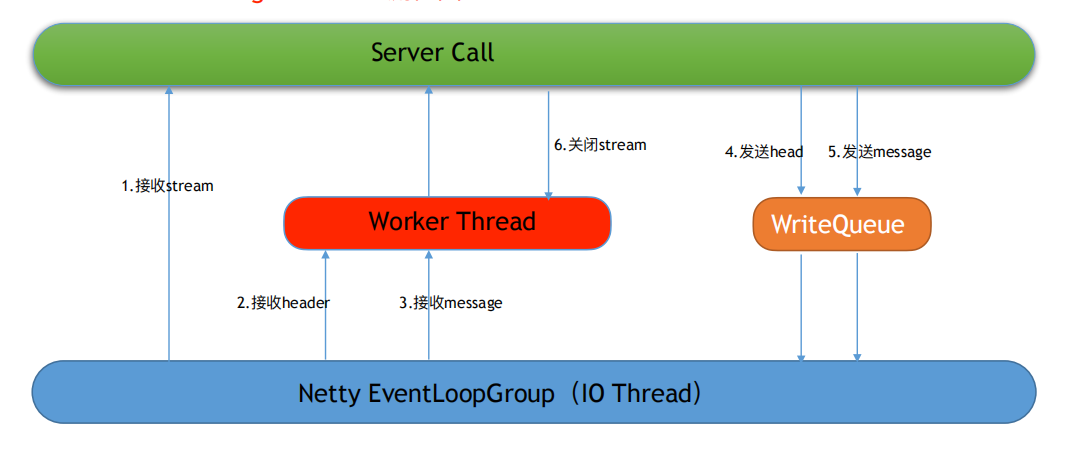 Server Call
6.关闭stream
4.发送head
5.发送message
1.接收stream
Worker Thread
WriteQueue
2.接收header
3.接收message
Netty EventLoopGroup（IO Thread）